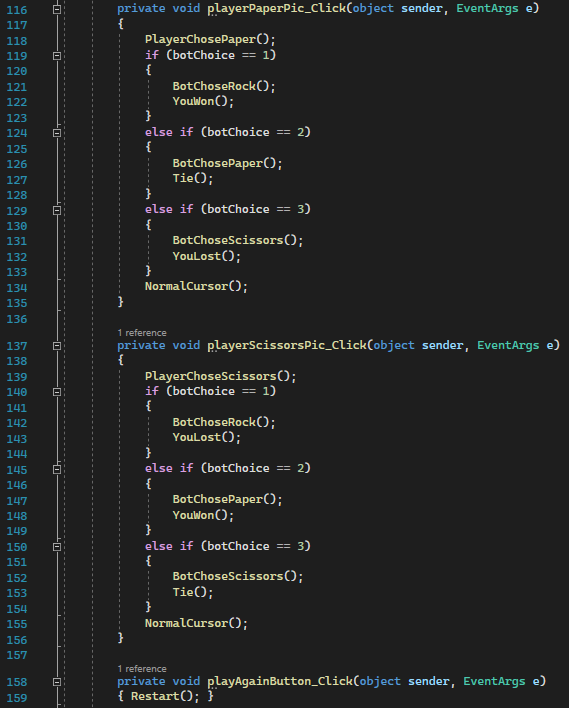 116 private void playerPaperPic_Click(object sender, EventArgs e)
117 {
118 PlayerChosePaper();
119 if (botChoice == 1)
120 {
121 BotChoseRock();
122 YouWon();
123 }
124 else if (botChoice == 2)
125 {
126 BotChosePaper();
127 Tie();
128 }
129 else if (botChoice == 3)
130 {
131 BotChoseScissors();
132 YouLost();
133 }
134 NormalCursor();
135 }
136
1 reference
137 private void playerScissorsPic_Click(object sender, EventArgs e)
138 {
139 PlayerChoseScissors();
140 if (botChoice == 1)
141 {
142 BotChoseRock();
143 YouLost();
144 }
145 else if (botChoice == 2)
146 {
147 BotChosePaper();
148 YouWon();
149 }
150 else if (botChoice == 3)
151 {
152 BotChoseScissors();
153 Tie();
154 }
155 NormalCursor();
156 }
157
1 reference
158 private void playAgainButton_Click(object sender, EventArgs e)
159 { Restart(); }